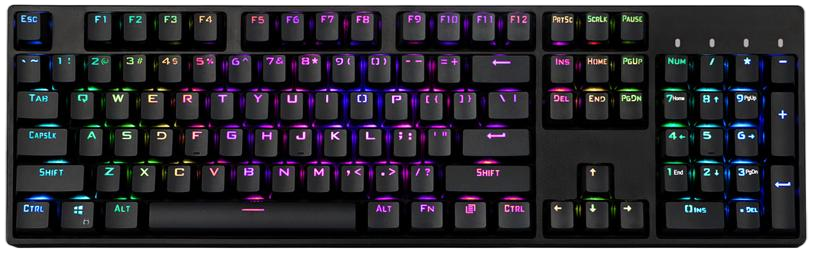 Esc F1 F2 F3 F4 F5 F6 F7 F8 F9 F10 F11 F12 PrtSc ScrLk Pause
` ~ 1 ! 2 @ 3 # 4 $ 5 % 6 ^ 7 & 8 * 9 ( 0 ) - _ = + ← Ins Home PgUp Num / * -
Tab Q W E R T Y U I O P [ { ] } \ | Del End PgDn 7 Home 8 ↑ 9 PgUp +
CapsLk A S D F G H J K L ; : ' " ↵ 4 ← 5 6 →
Shift Z X C V B N M , < . > / ? Shift ↑ 1 End 2 ↓ 3 PgDn ↵
Ctrl Alt Alt Fn Ctrl ← ↓ → 0 Ins . Del